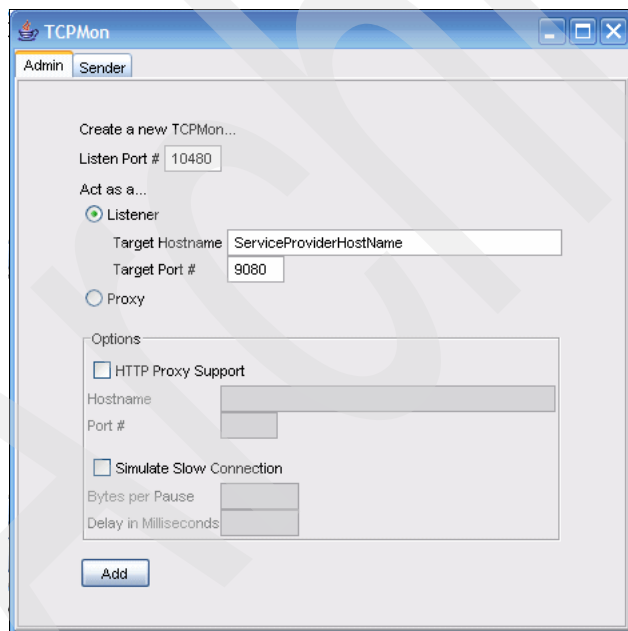 TCPMon
Admin Sender
Create a new TCPMon...
Listen Port # 10480
Act as a...
Listener
Target Hostname ServiceProviderHostName
Target Port # 9080
Proxy
Options
HTTP Proxy Support
Hostname
Port #
Simulate Slow Connection
Bytes per Pause
Delay in Milliseconds
Add